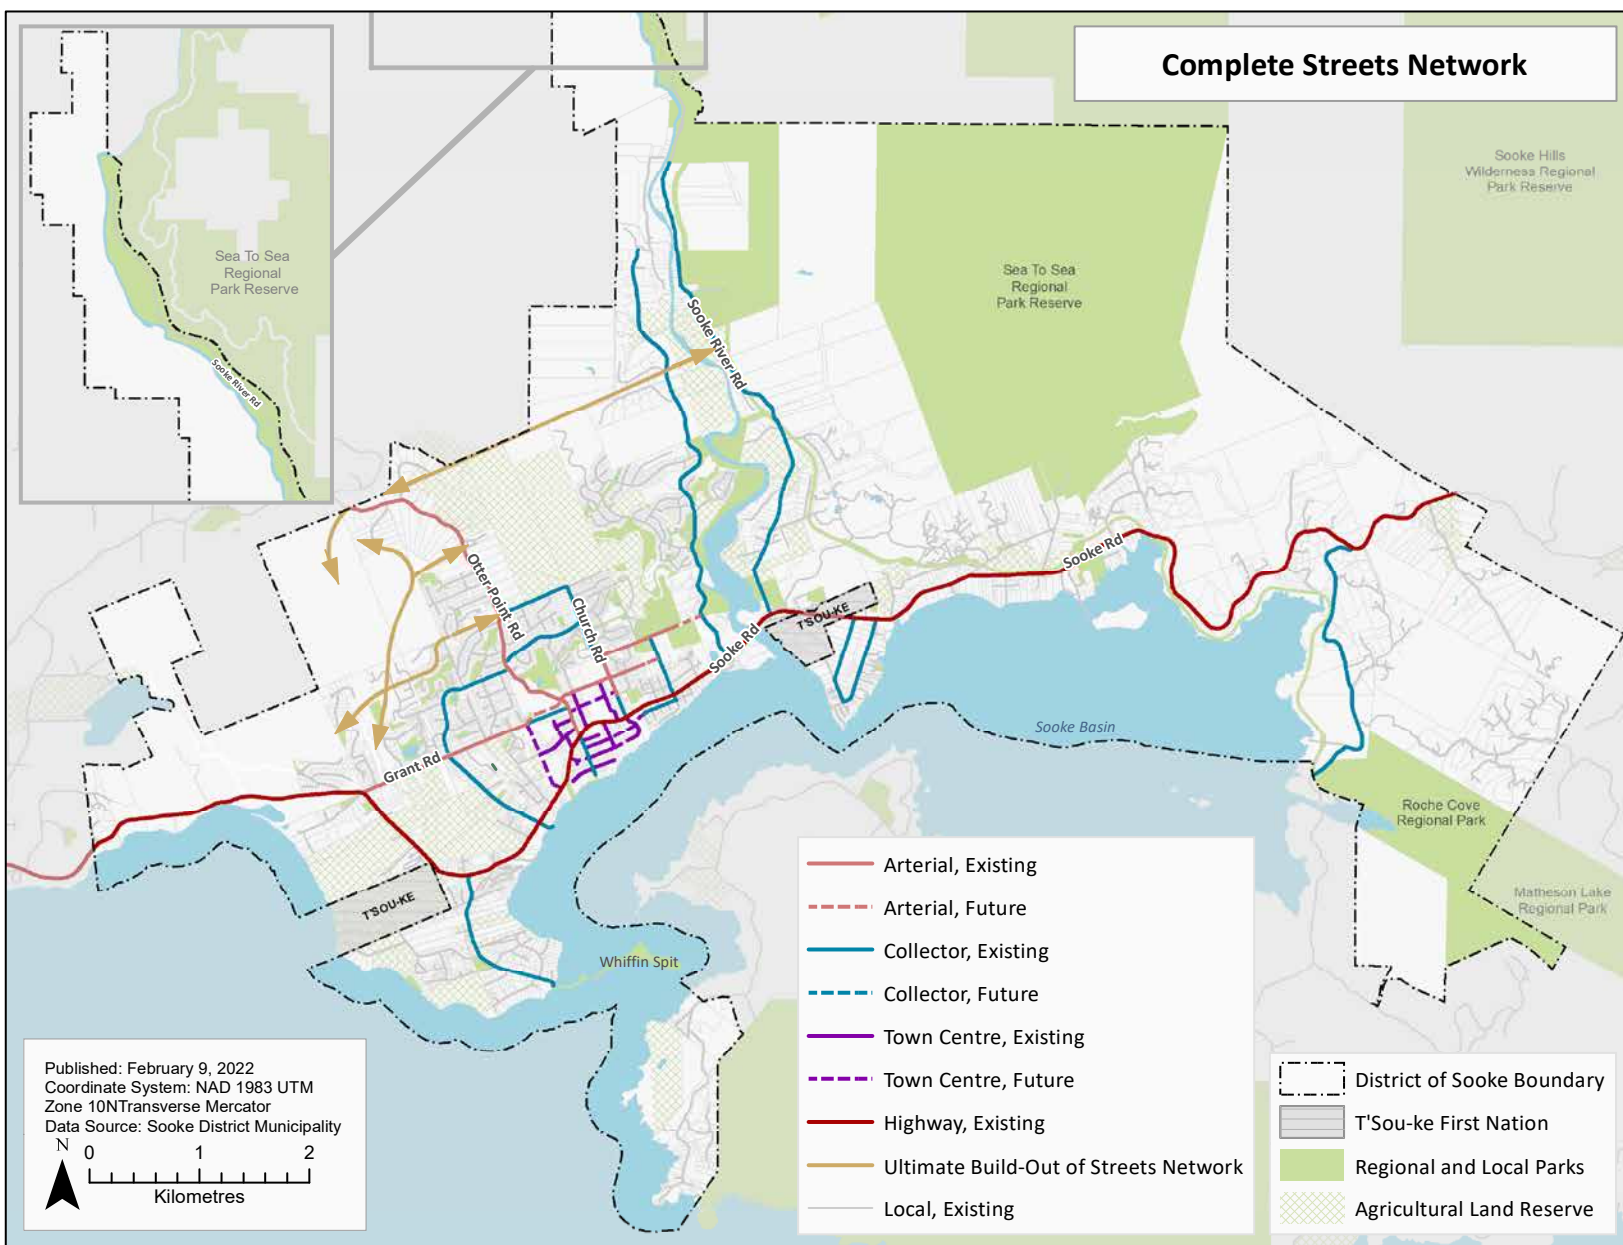 Complete Streets Network
Sooke Hills
Wilderness Regional
Park Reserve
Sea To Sea
Regional
Park Reserve
Sooke River Rd
Sea To Sea
Regional
Park Reserve
Sooke River Rd
Otter Point Rd
Church Rd
Sooke Rd
T'SOU-KE
Sooke Rd
Grant Rd
Sooke Basin
Roche Cove
Regional Park
Matheson Lake
Regional Park
T'SOU-KE
Whiffin Spit
Arterial, Existing
Arterial, Future
Collector, Existing
Collector, Future
Town Centre, Existing
Town Centre, Future
Highway, Existing
Ultimate Build-Out of Streets Network
Local, Existing
District of Sooke Boundary
T'Sou-ke First Nation
Regional and Local Parks
Agricultural Land Reserve
Published: February 9, 2022
Coordinate System: NAD 1983 UTM
Zone 10NTransverse Mercator
Data Source: Sooke District Municipality
N
0 1 2
Kilometres